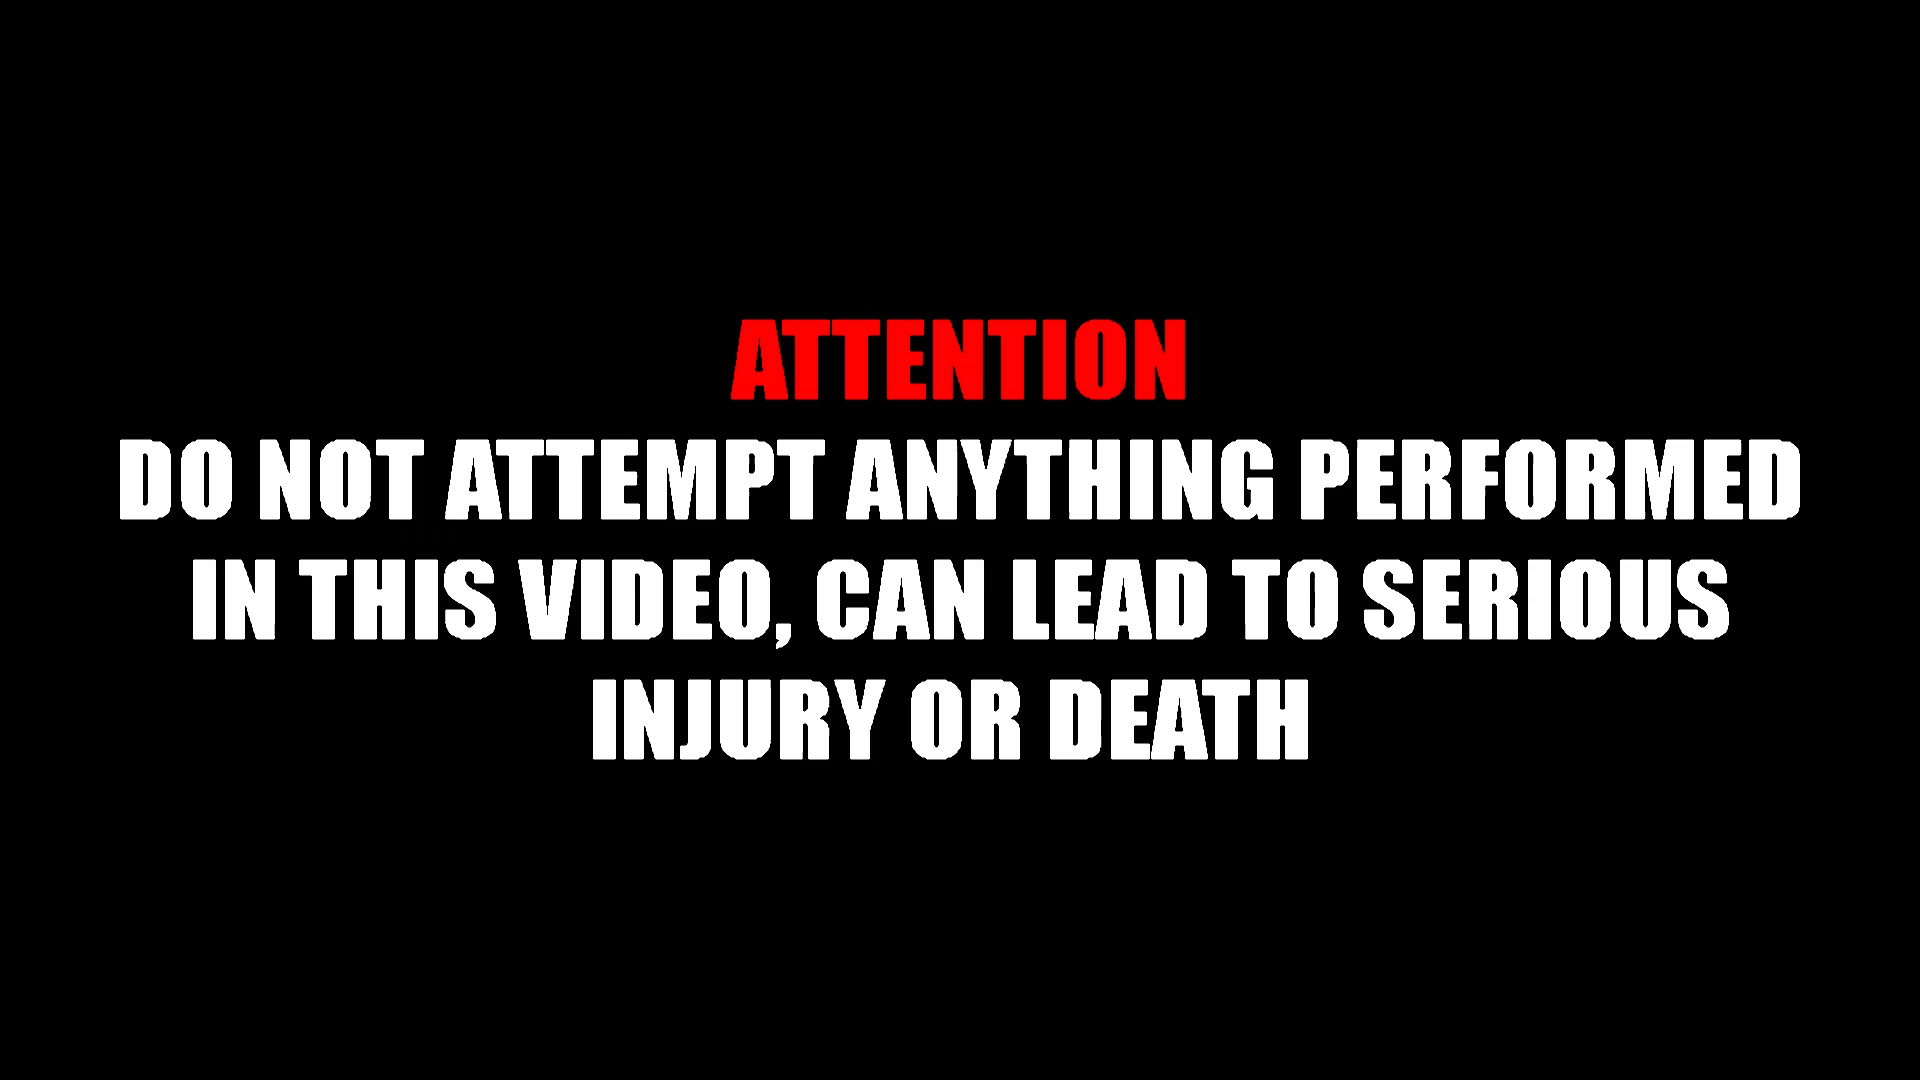 ATTENTION
DO NOT ATTEMPT ANYTHING PERFORMED
IN THIS VIDEO, CAN LEAD TO SERIOUS
INJURY OR DEATH